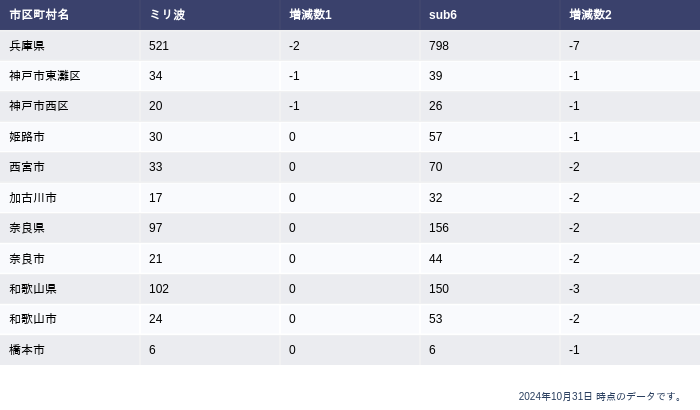 市区町村名 ミリ波 増減数1 sub6 増減数2
兵庫県 521 -2 798 -7
神戸市東灘区 34 -1 39 -1
神戸市西区 20 -1 26 -1
姫路市 30 0 57 -1
西宮市 33 0 70 -2
加古川市 17 0 32 -2
奈良県 97 0 156 -2
奈良市 21 0 44 -2
和歌山県 102 0 150 -3
和歌山市 24 0 53 -2
橋本市 6 0 6 -1
2024年10月31日 時点のデータです。